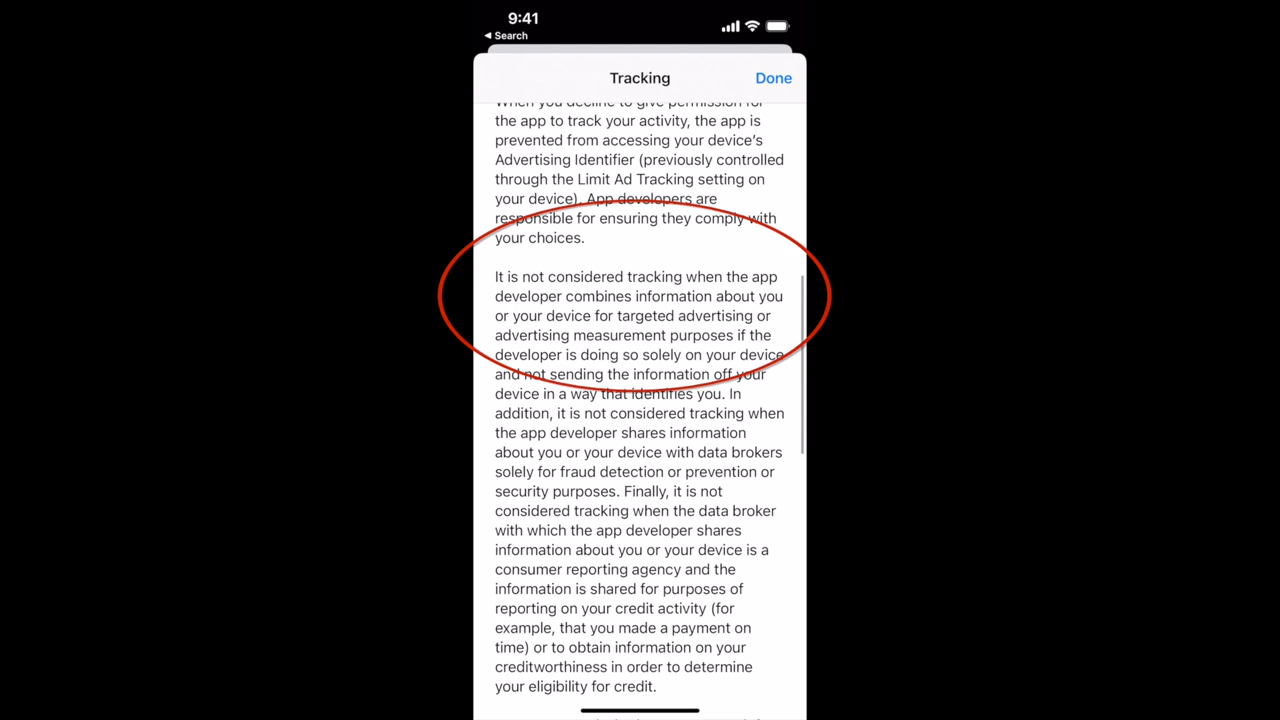 9:41
◀ Search
Tracking
Done
When you decline to give permission for
the app to track your activity, the app is
prevented from accessing your device’s
Advertising Identifier (previously controlled
through the Limit Ad Tracking setting on
your device). App developers are
responsible for ensuring they comply with
your choices.
It is not considered tracking when the app
developer combines information about you
or your device for targeted advertising or
advertising measurement purposes if the
developer is doing so solely on your device
and not sending the information off your
device in a way that identifies you. In
addition, it is not considered tracking when
the app developer shares information
about you or your device with data brokers
solely for fraud detection or prevention or
security purposes. Finally, it is not
considered tracking when the data broker
with which the app developer shares
information about you or your device is a
consumer reporting agency and the
information is shared for purposes of
reporting on your credit activity (for
example, that you made a payment on
time) or to obtain information on your
creditworthiness in order to determine
your eligibility for credit.